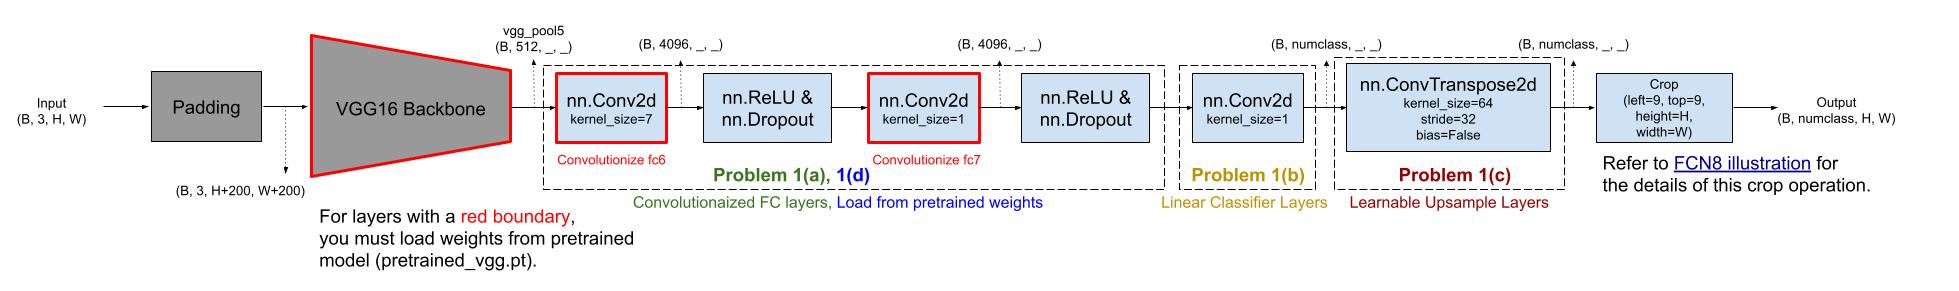 Input
(B, 3, H, W)
Padding
(B, 3, H+200, W+200)
VGG16 Backbone
For layers with a red boundary,
you must load weights from pretrained
model (pretrained_vgg.pt).
vgg_pool5
(B, 512, _, _)
nn.Conv2d
kernel_size=7
Convolutionize fc6
(B, 4096, _, _)
nn.ReLU &
nn.Dropout
nn.Conv2d
kernel_size=1
Convolutionize fc7
(B, 4096, _, _)
nn.ReLU &
nn.Dropout
Problem 1(a), 1(d)
Convolutionaized FC layers, Load from pretrained weights
nn.Conv2d
kernel_size=1
Problem 1(b)
Linear Classifier Layers
(B, numclass, _, _)
nn.ConvTranspose2d
kernel_size=64
stride=32
bias=False
Problem 1(c)
Learnable Upsample Layers
(B, numclass, _, _)
Crop
(left=9, top=9,
height=H,
width=W)
Refer to FCN8 illustration for
the details of this crop operation.
Output
(B, numclass, H, W)